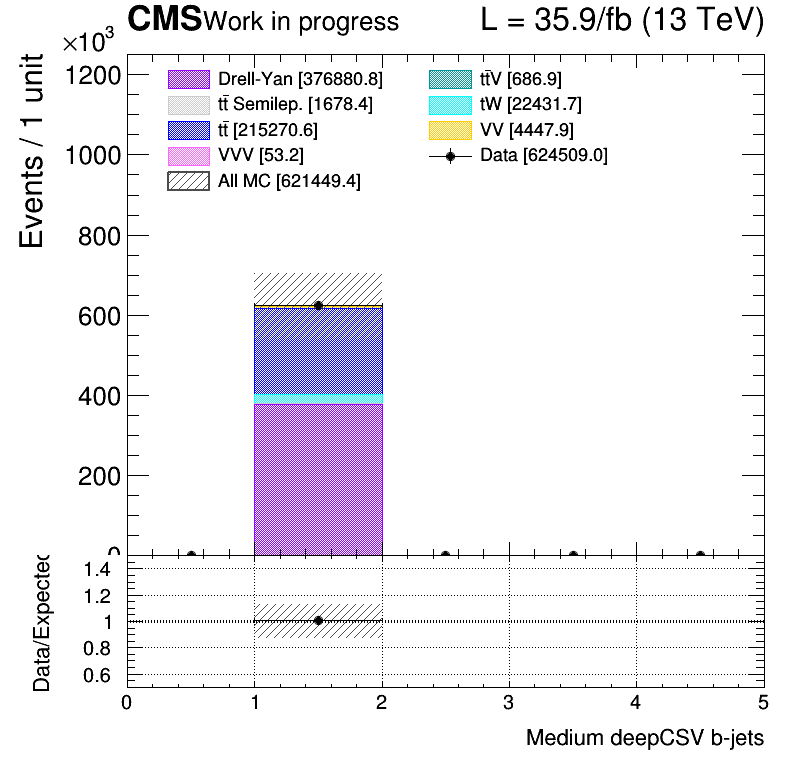 CMS Work in progress L = 35.9/fb (13 TeV)
×10³
Events / 1 unit
1200
1000
800
600
400
200
0
Drell-Yan [376880.8]
tt̄ Semilep. [1678.4]
tt̄ [215270.6]
VVV [53.2]
All MC [621449.4]
tt̄V [686.9]
tW [22431.7]
VV [4447.9]
Data [624509.0]
Data/Expected
1.4
1.2
1
0.8
0.6
0 1 2 3 4 5
Medium deepCSV b-jets